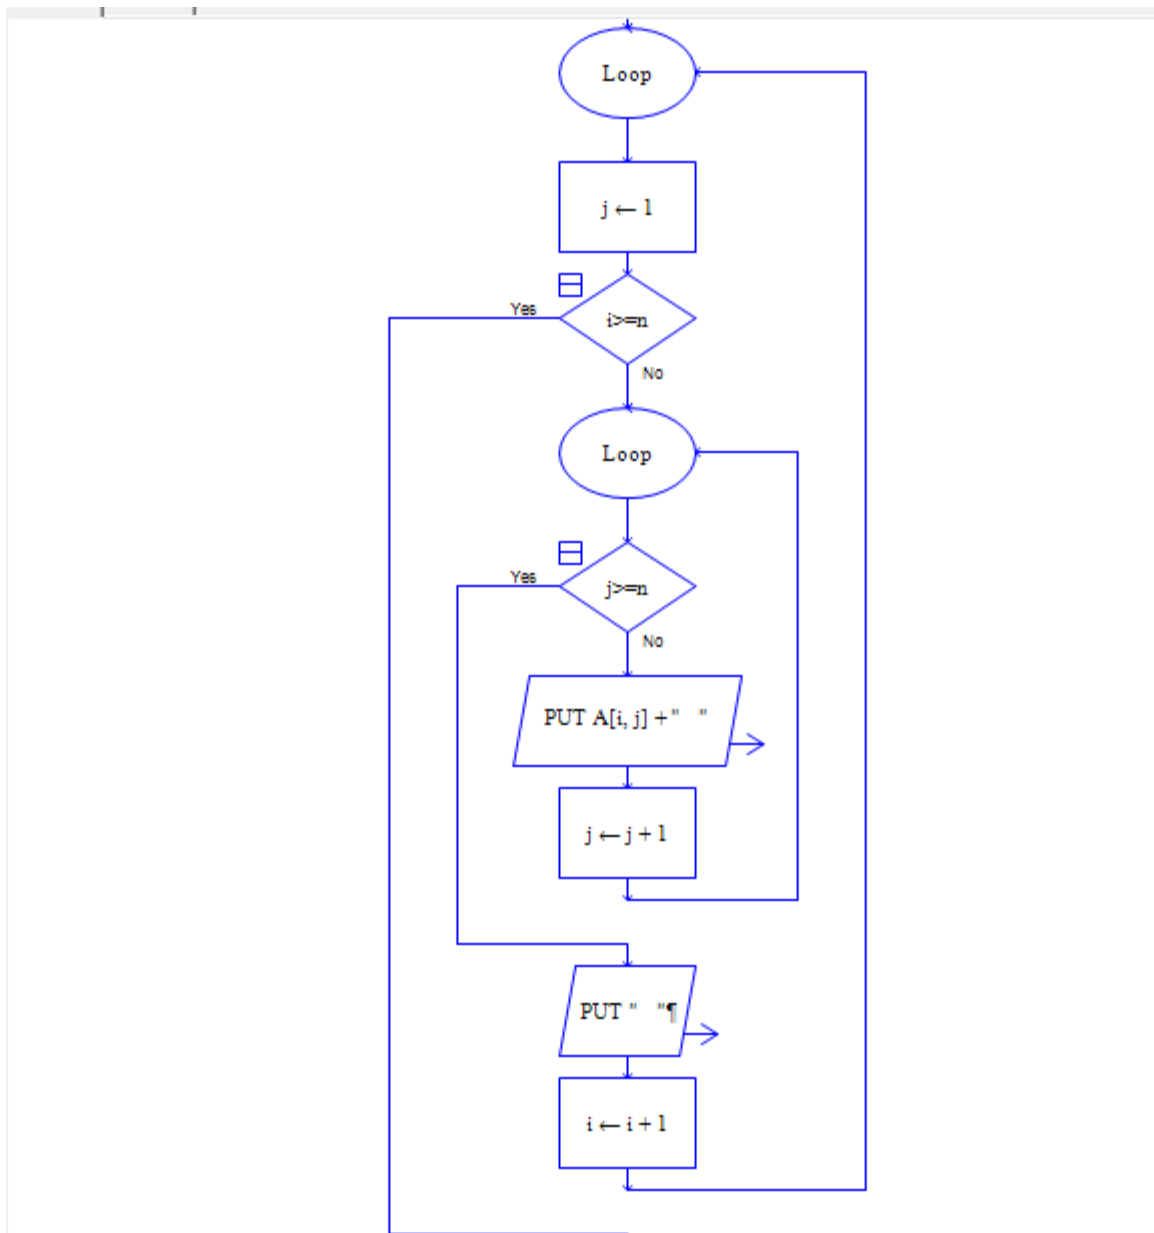 Loop
j ← 1
Yes
i>=n
No
Loop
Yes
j>=n
No
PUT A[i, j] +"   "
j ← j + 1
PUT "   "¶
i ← i + 1